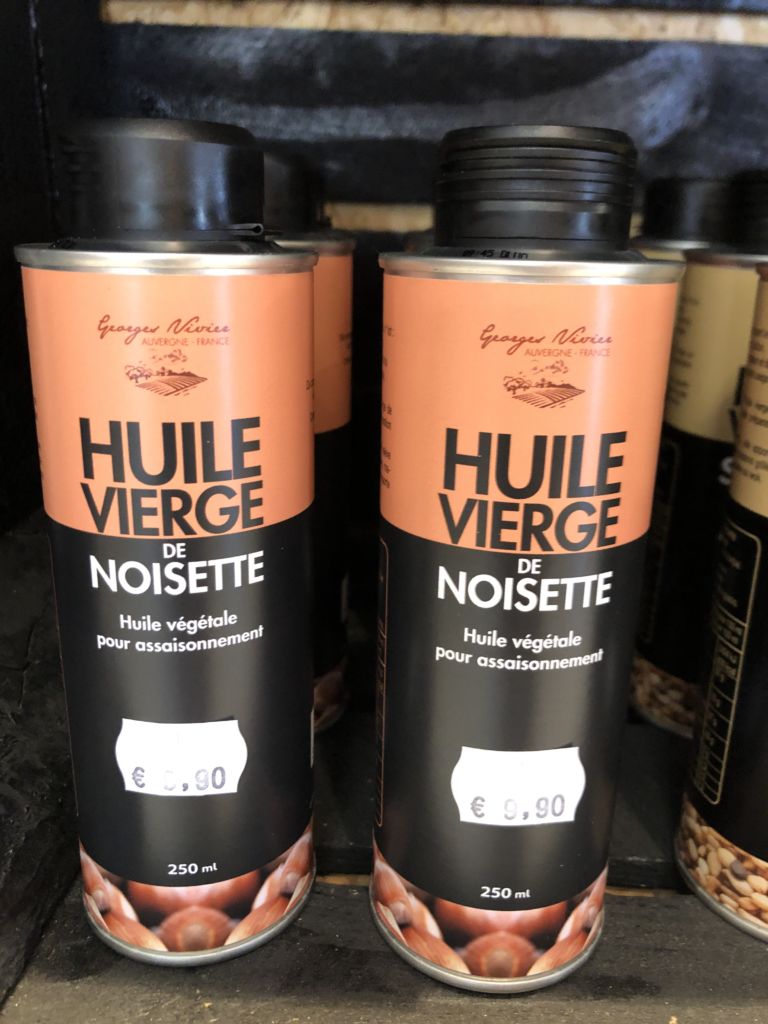 Georges Vivier
AUVERGNE - FRANCE
HUILE
VIERGE
DE
NOISETTE
Huile végétale
pour assaisonnement
€ ,90
250 ml
Georges Vivier
AUVERGNE - FRANCE
HUILE
VIERGE
DE
NOISETTE
Huile végétale
pour assaisonnement
€ 9,90
250 ml